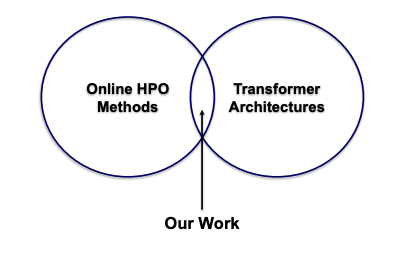 Online HPO
Methods
Transformer
Architectures
Our Work